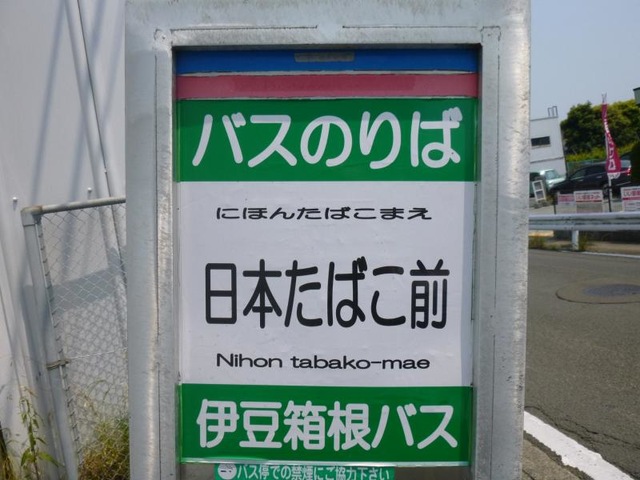 バスのりば
にほんたばこまえ
日本たばこ前
Nihon tabako-mae
伊豆箱根バス
バス停での禁煙にご協力下さい